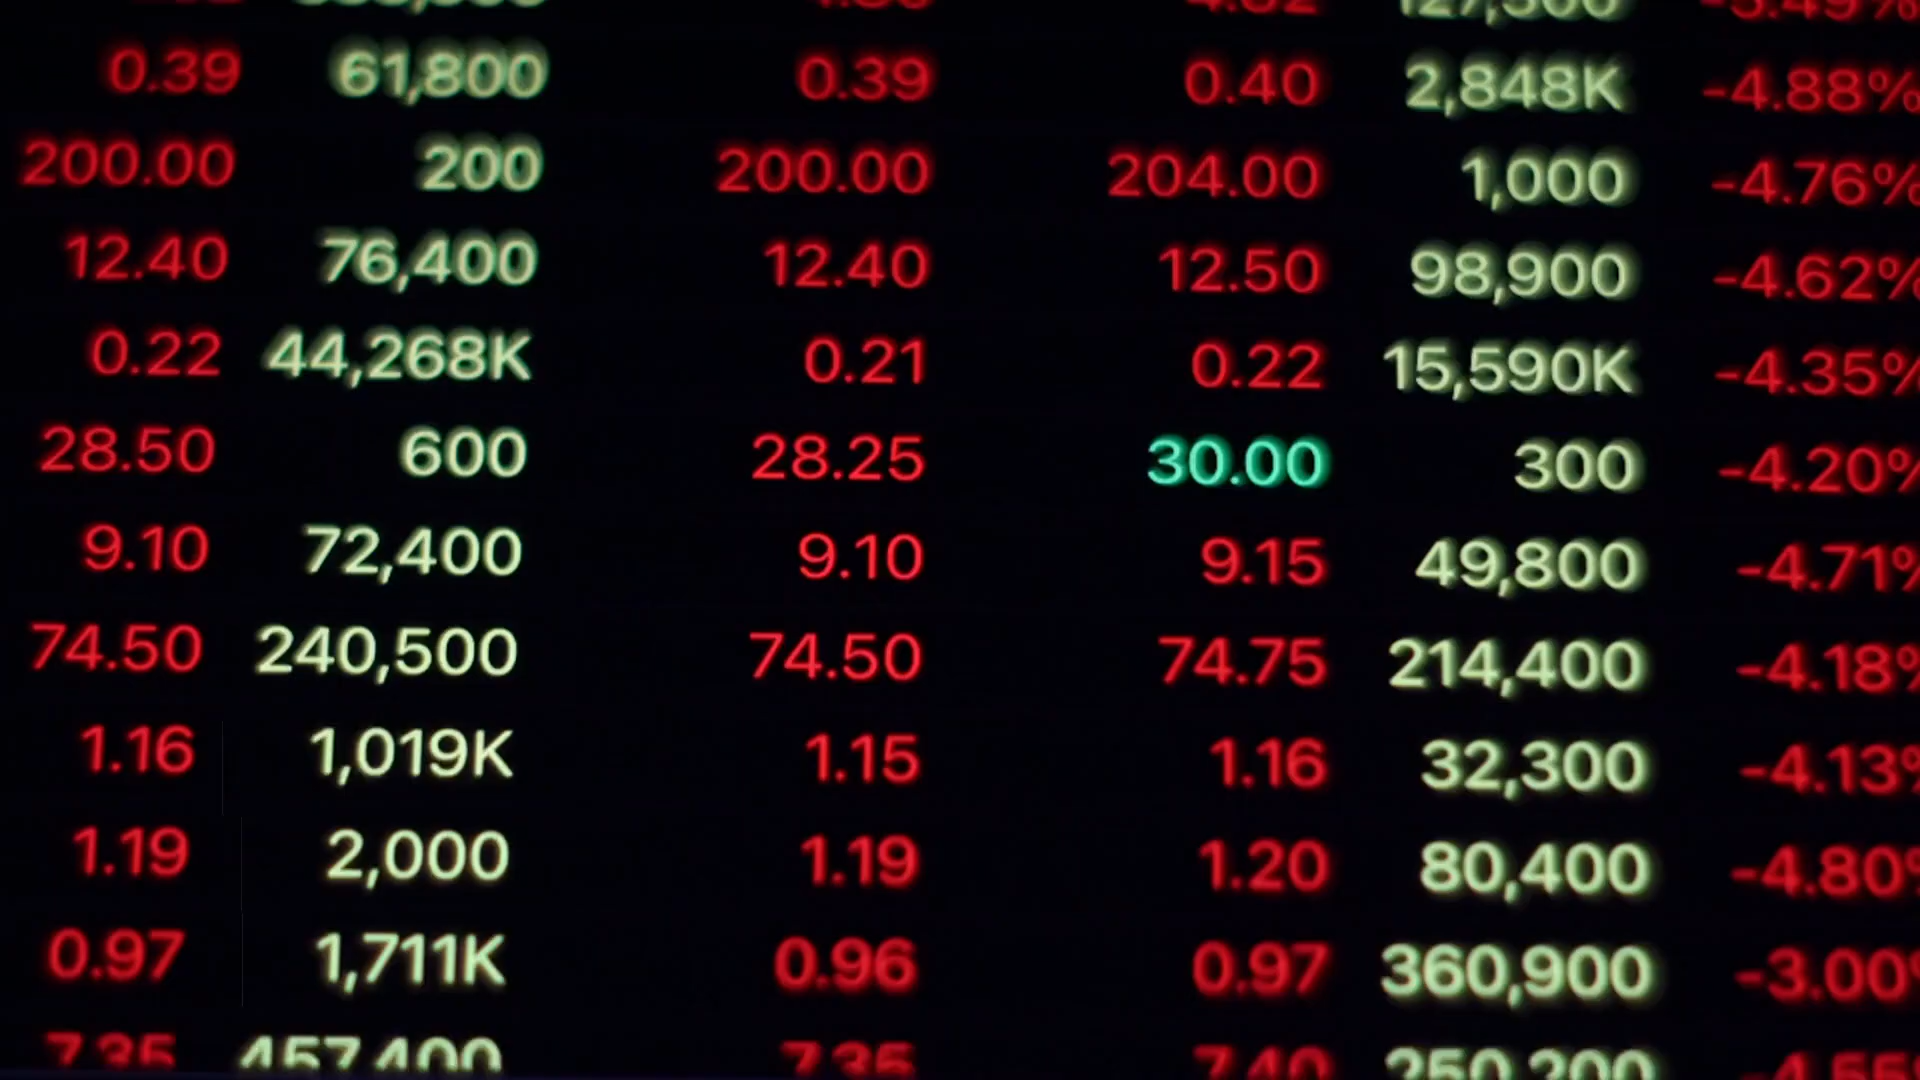 0.39 61,800 0.39 0.40 2,848K -4.88%
200.00 200 200.00 204.00 1,000 -4.76%
12.40 76,400 12.40 12.50 98,900 -4.62%
0.22 44,268K 0.21 0.22 15,590K -4.35%
28.50 600 28.25 30.00 300 -4.20%
9.10 72,400 9.10 9.15 49,800 -4.71%
74.50 240,500 74.50 74.75 214,400 -4.18%
1.16 1,019K 1.15 1.16 32,300 -4.13%
1.19 2,000 1.19 1.20 80,400 -4.80%
0.97 1,711K 0.96 0.97 360,900 -3.00%
7.35 457,400 7.35 7.40 250,200